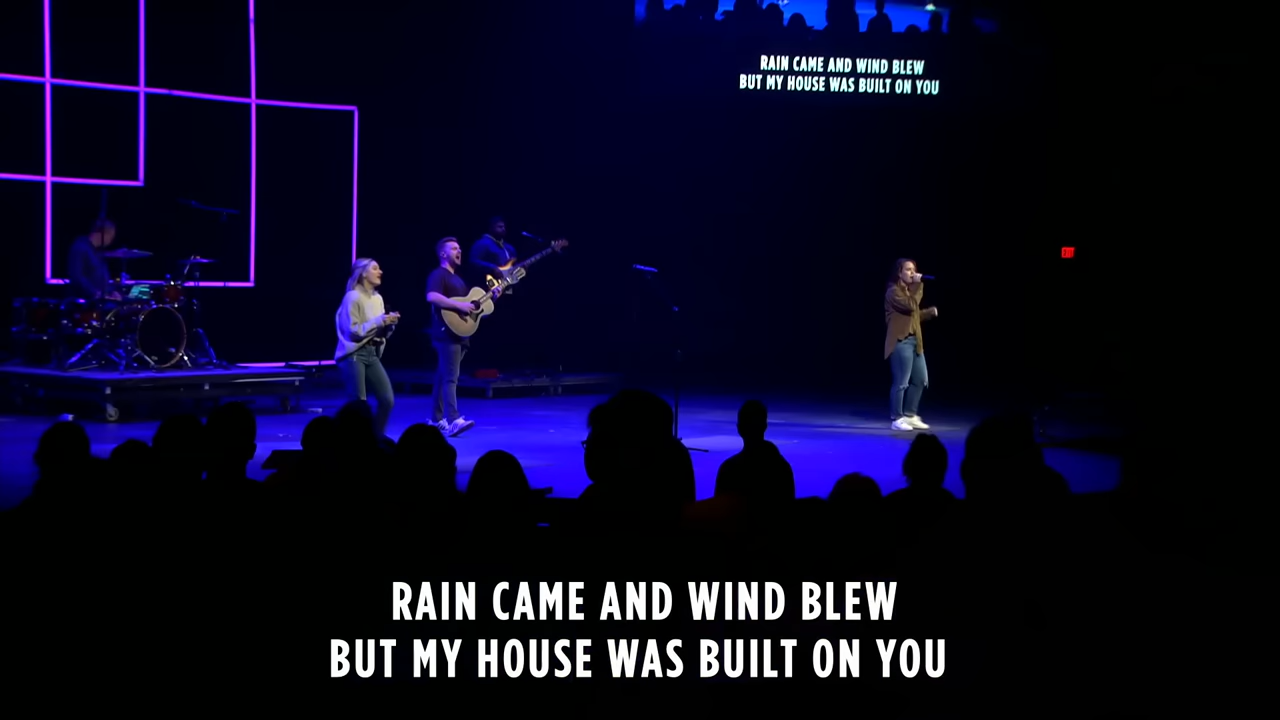 RAIN CAME AND WIND BLEW
BUT MY HOUSE WAS BUILT ON YOU
EXIT
RAIN CAME AND WIND BLEW
BUT MY HOUSE WAS BUILT ON YOU